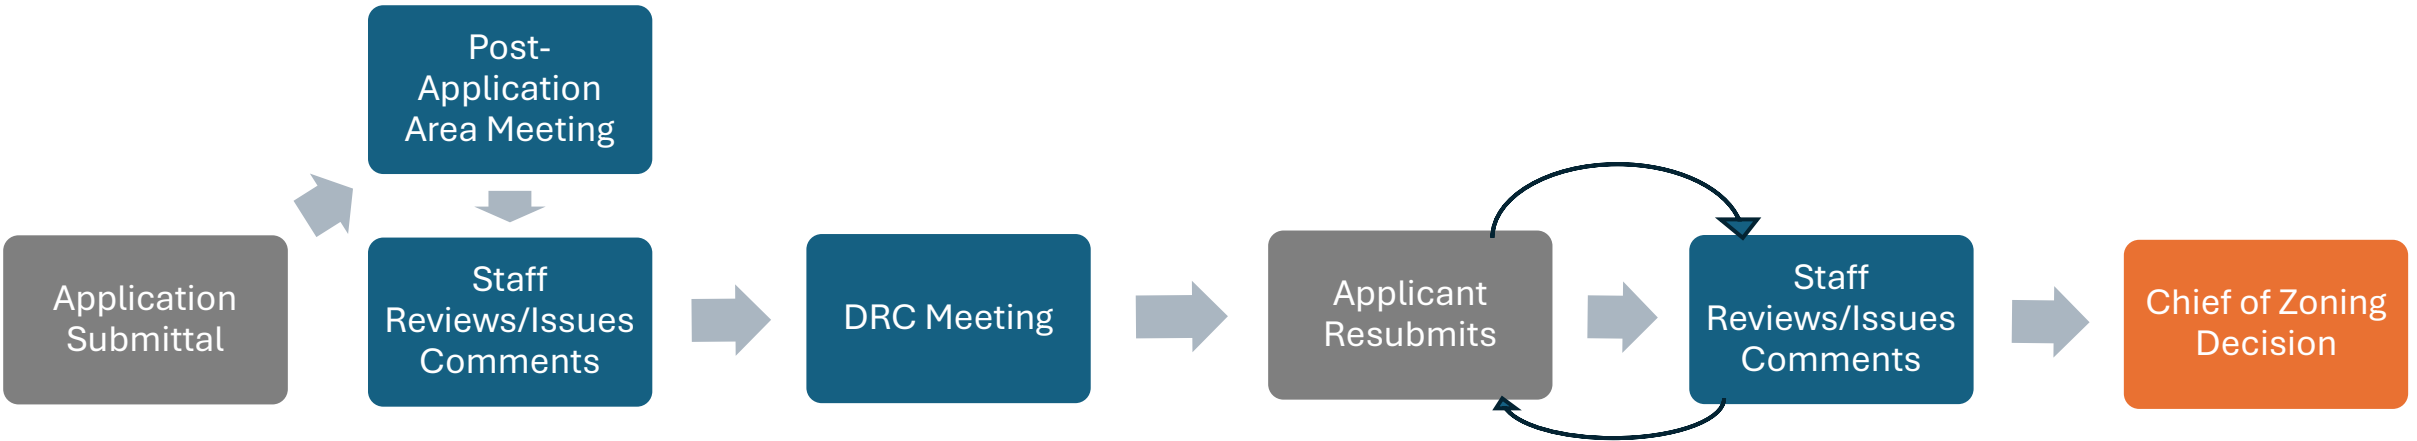 Post-
Application
Area Meeting
Application
Submittal
Staff
Reviews/Issues
Comments
DRC Meeting
Applicant
Resubmits
Staff
Reviews/Issues
Comments
Chief of Zoning
Decision